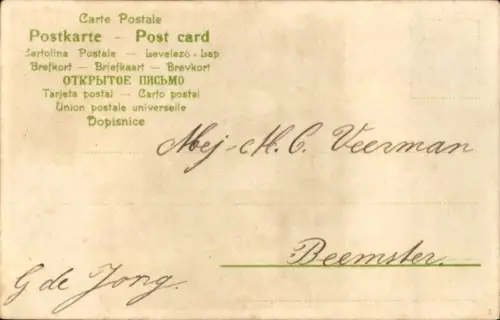 Carte Postale
Postkarte – Post card
Cartolina Postale – Levelező-Lap
Brefkort – Briefkaart – Brevkort
ОТКРЫТОЕ ПИСЬМО
Tarjeta postal – Carto postal
Union postale universelle
Dopisnice
Mej- M. C. Veerman
Beemster.
G de Jong.